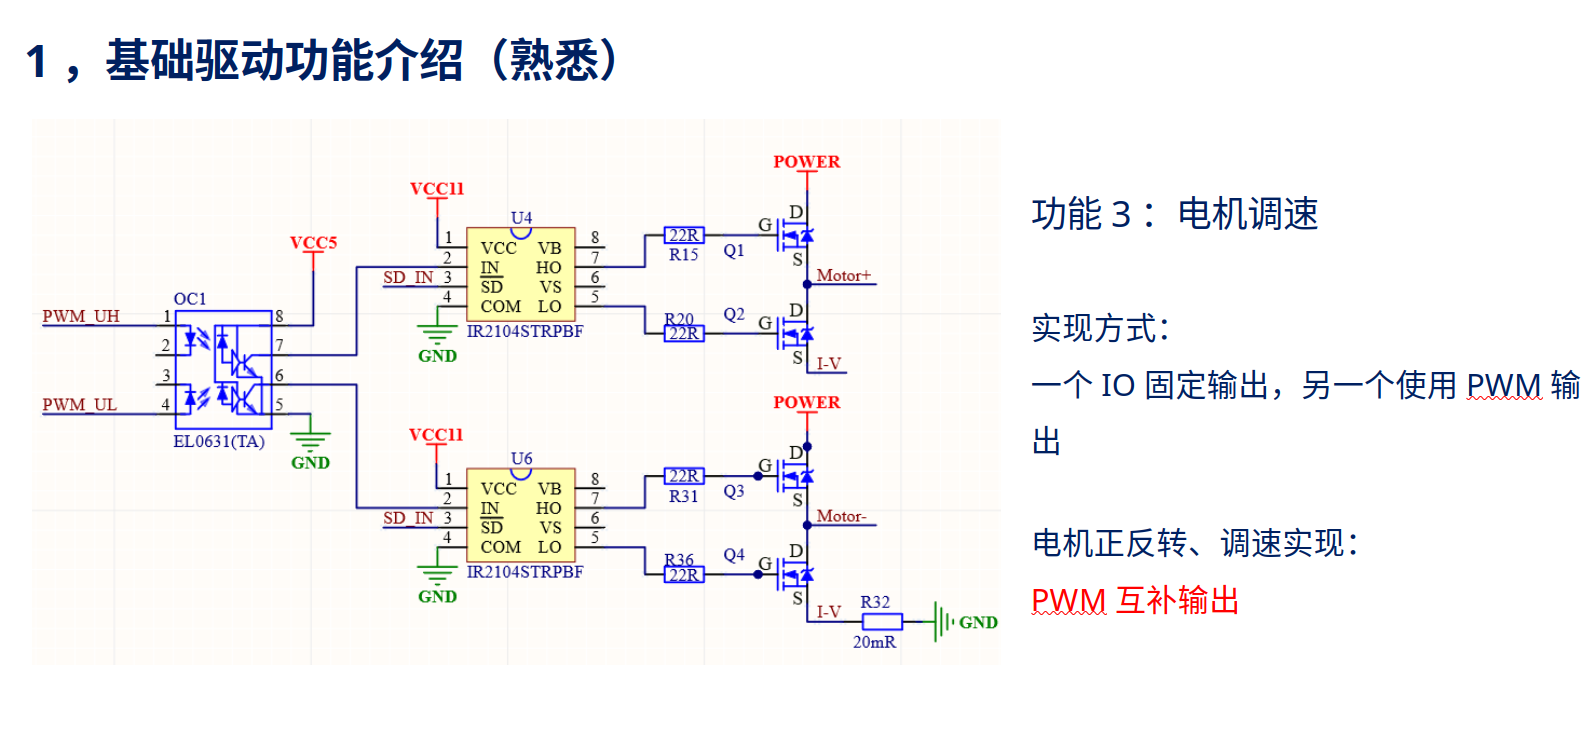 1，基础驱动功能介绍（熟悉）
POWER
VCC11
U4
1
VCC
VB
8
2
IN
HO
7
SD_IN
3
SD
VS
6
4
COM
LO
5
IR2104STRPBF
GND
22R
R15
Q1
G
D
S
Motor+
R20
22R
Q2
G
D
S
I-V
VCC5
OC1
PWM_UH
1
8
2
7
3
6
PWM_UL
4
5
EL0631(TA)
GND
POWER
VCC11
U6
1
VCC
VB
8
2
IN
HO
7
SD_IN
3
SD
VS
6
4
COM
LO
5
IR2104STRPBF
GND
22R
R31
Q3
G
D
S
Motor-
R36
22R
Q4
G
D
S
I-V
R32
20mR
GND
功能 3 ：电机调速
实现方式：
一个 IO 固定输出，另一个使用 PWM 输
出
电机正反转、调速实现：
PWM 互补输出